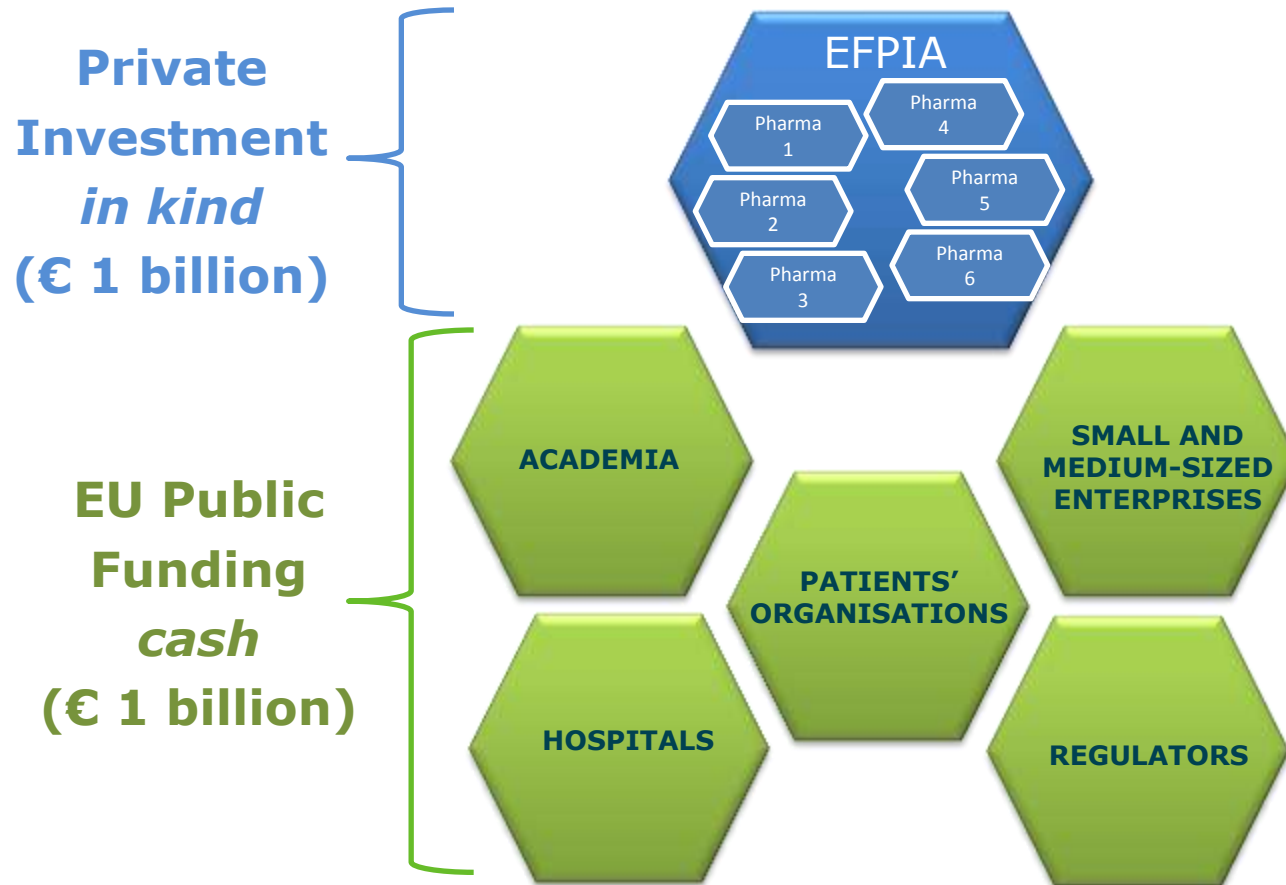 Private
Investment
in kind
(€ 1 billion)
EFPIA
Pharma
1
Pharma
4
Pharma
2
Pharma
5
Pharma
3
Pharma
6
EU Public
Funding
cash
(€ 1 billion)
ACADEMIA
SMALL AND
MEDIUM-SIZED
ENTERPRISES
PATIENTS’
ORGANISATIONS
HOSPITALS
REGULATORS